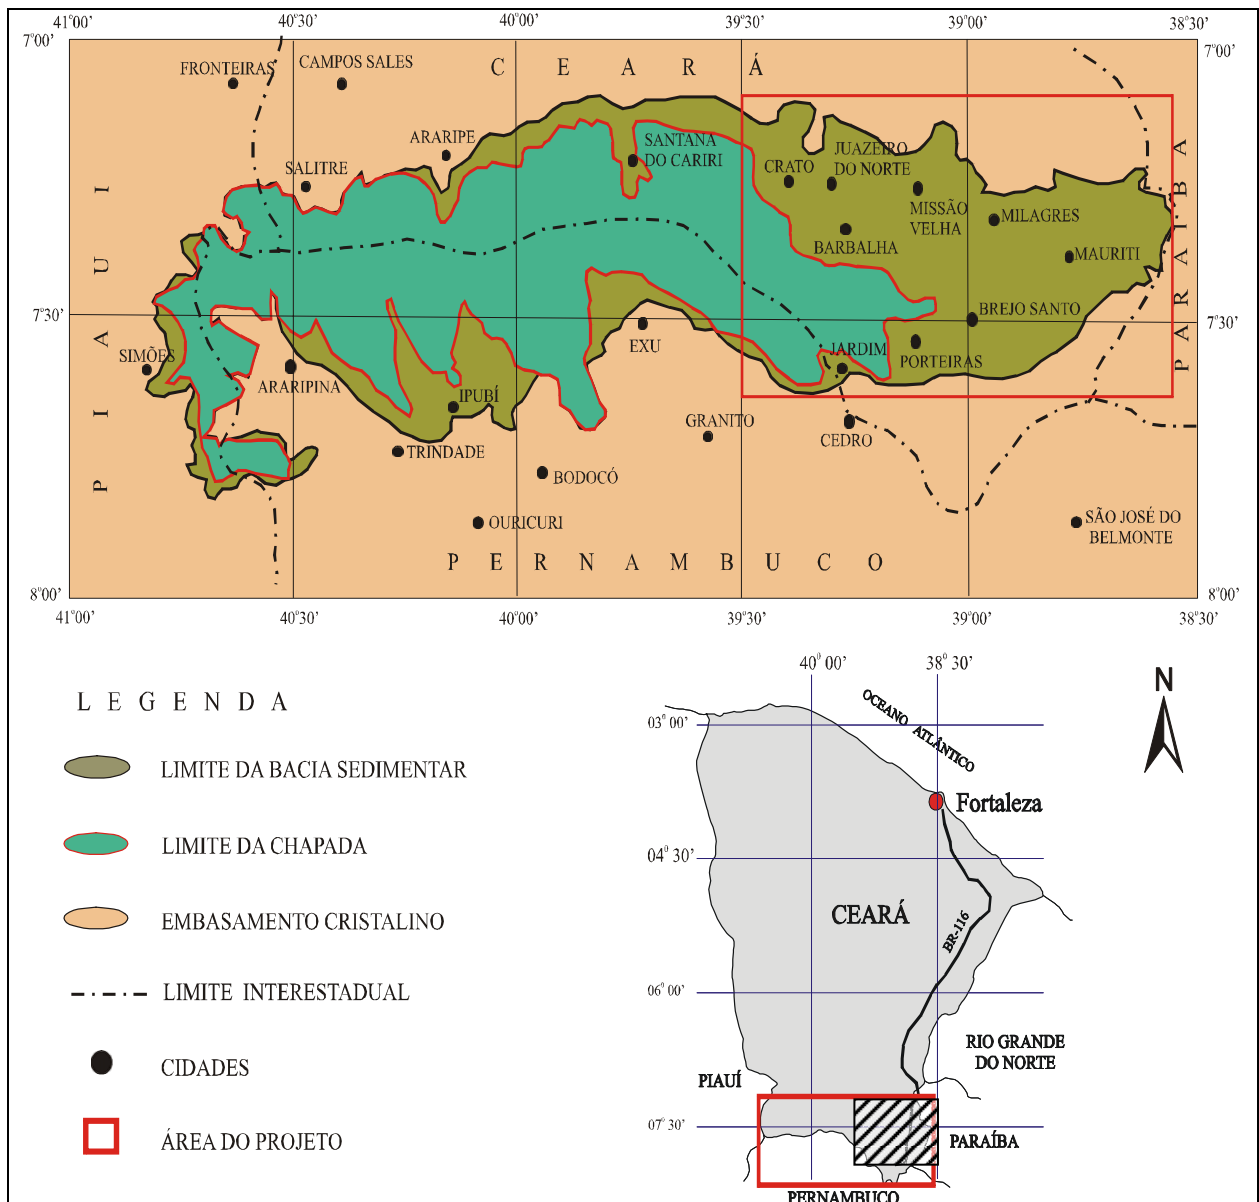 41°00’ 40°30’ 40°00’ 39°30’ 39°00’ 38°30’
7°00’ 7°00’
FRONTEIRAS
CAMPOS SALES
CEARÁ
ARARIPE
SALITRE
SANTANA
DO CARIRI
CRATO
JUAZEIRO
DO NORTE
MISSÃO
VELHA
MILAGRES
BARBALHA
MAURITI
PARAIBA
PIAUI
7°30’ 7°30’
BREJO SANTO
SIMÕES
ARARIPINA
EXU
JARDIM
PORTEIRAS
IPUBÍ
GRANITO
CEDRO
TRINDADE
BODOCÓ
OURICURI
SÃO JOSÉ DO
BELMONTE
PERNAMBUCO
8°00’ 8°00’
41°00’ 40°30’ 40°00’ 39°30’ 39°00’ 38°30’
LEGENDA
LIMITE DA BACIA SEDIMENTAR
LIMITE DA CHAPADA
EMBASAMENTO CRISTALINO
LIMITE INTERESTADUAL
CIDADES
ÁREA DO PROJETO
40° 00’ 38° 30’
N
OCEANO ATLÂNTICO
03° 00’
Fortaleza
04° 30’
CEARÁ
BR-116
06° 00’
RIO GRANDE
DO NORTE
PIAUÍ
07° 30’
PARAÍBA
PERNAMBUCO